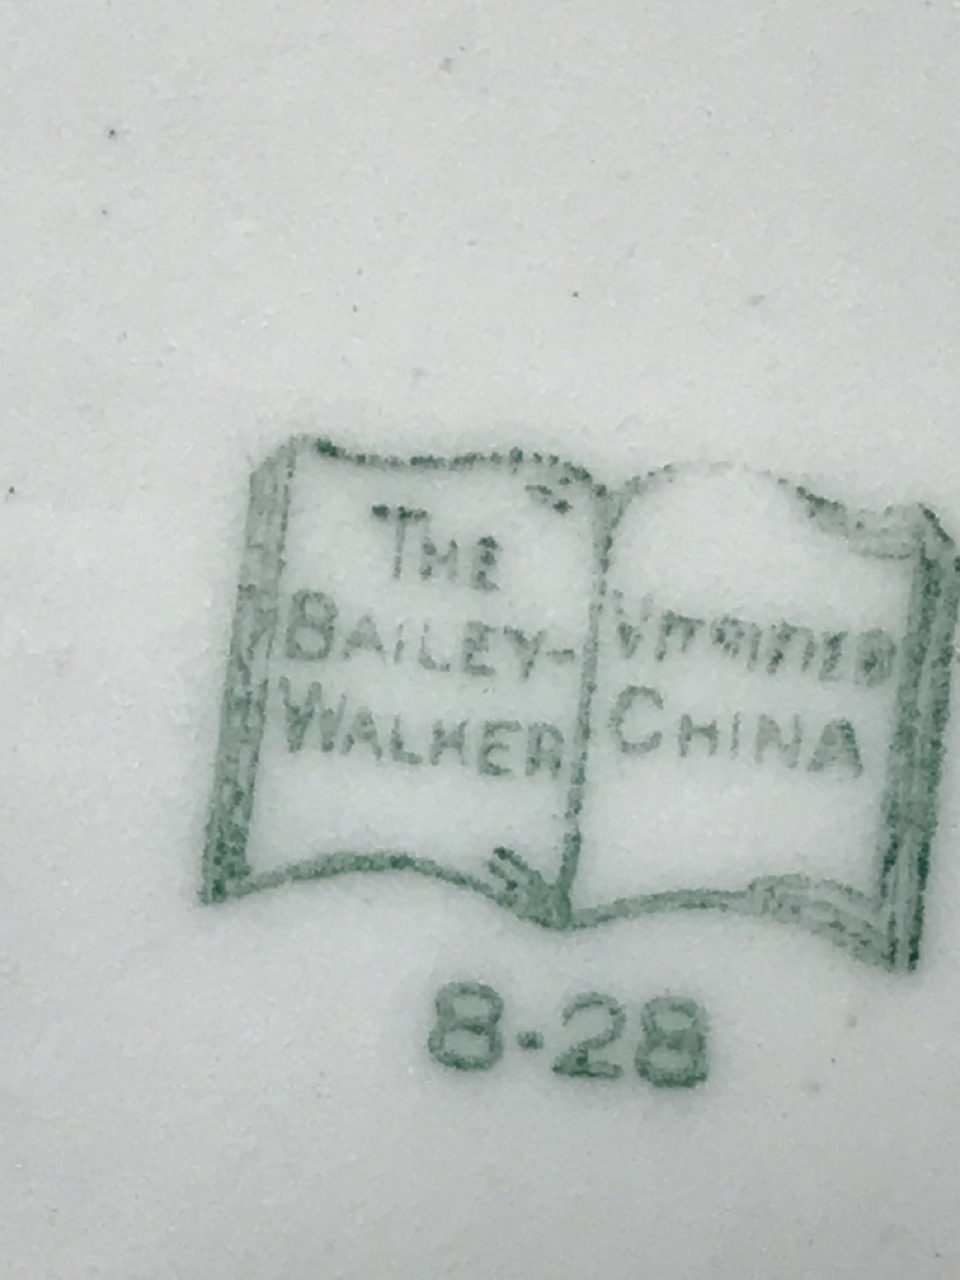 THE
BAILEY-
WALKER
VITRIFIED
CHINA
8-28